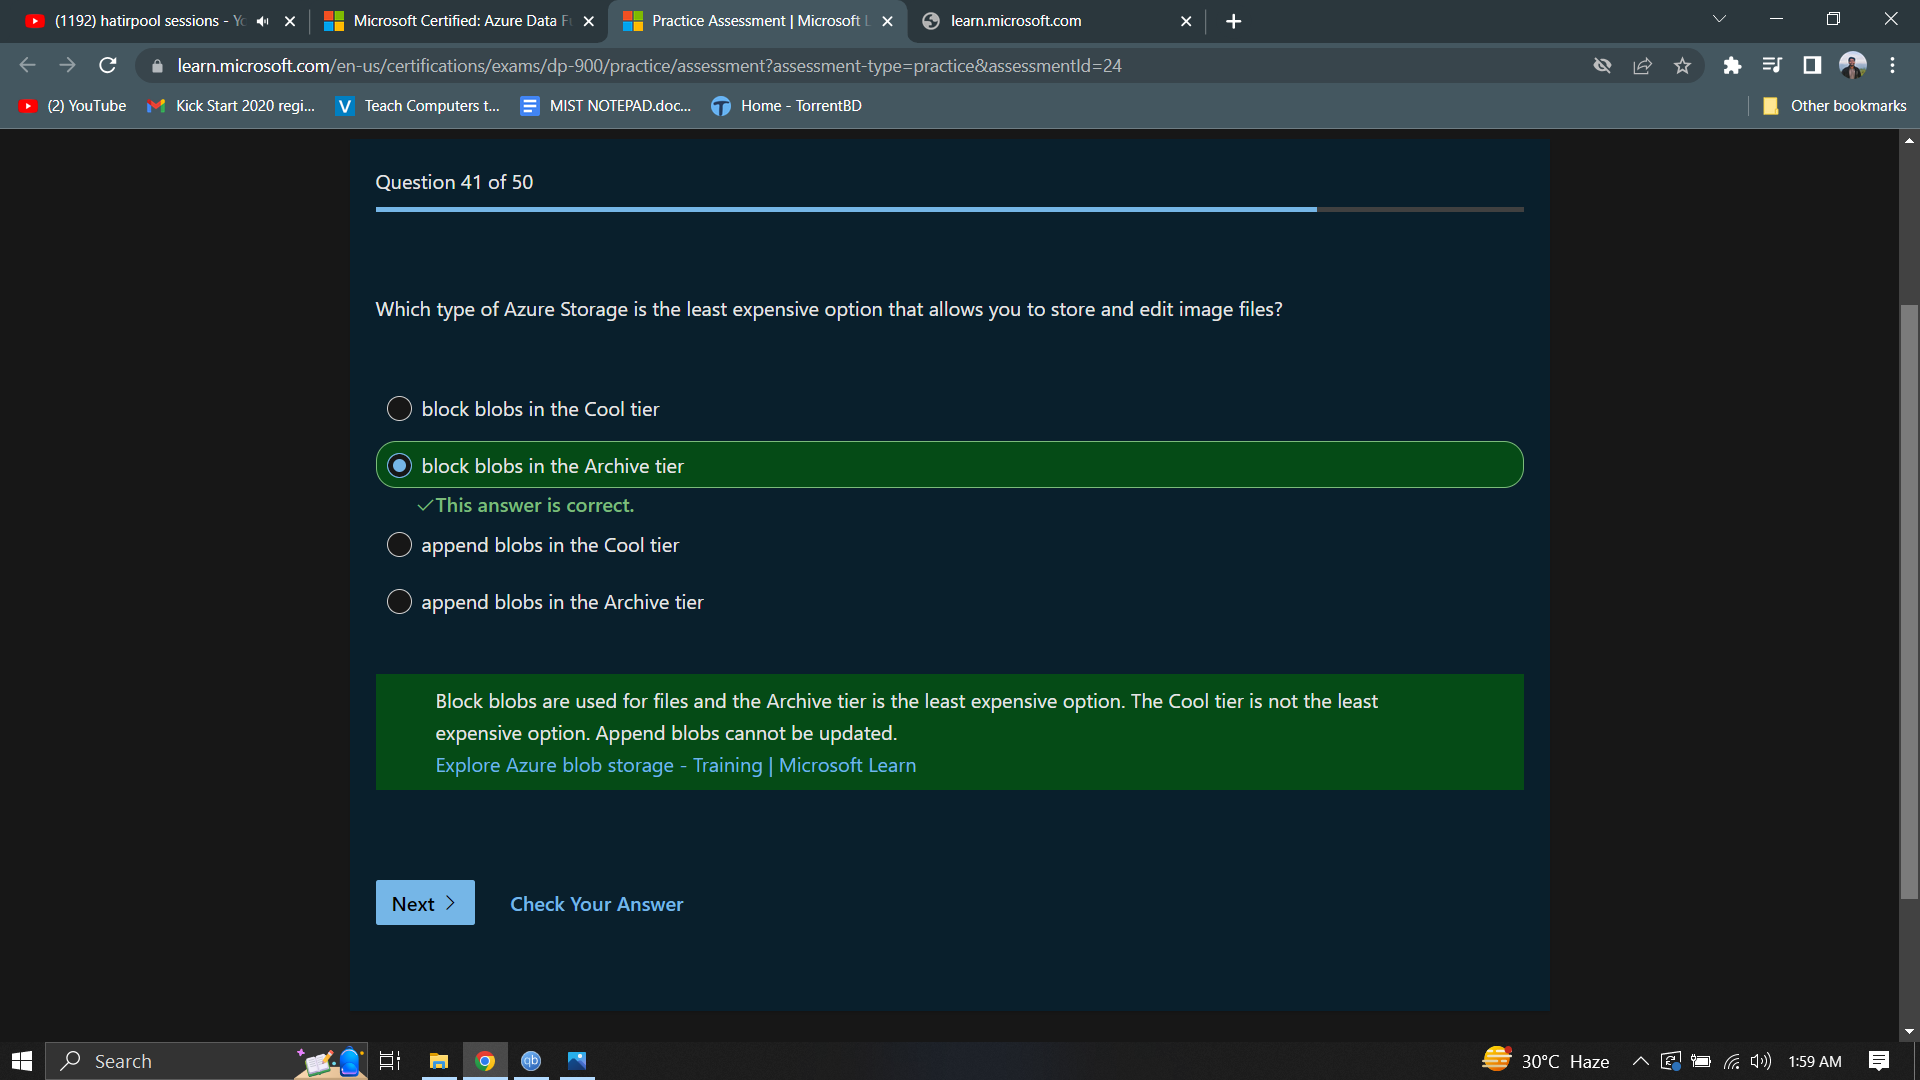 (1192) hatirpool sessions - Yo
Microsoft Certified: Azure Data F
Practice Assessment | Microsoft L
learn.microsoft.com
learn.microsoft.com/en-us/certifications/exams/dp-900/practice/assessment?assessment-type=practice&assessmentId=24
(2) YouTube
Kick Start 2020 regi...
Teach Computers t...
MIST NOTEPAD.doc...
Home - TorrentBD
Other bookmarks
Question 41 of 50
Which type of Azure Storage is the least expensive option that allows you to store and edit image files?
block blobs in the Cool tier
block blobs in the Archive tier
This answer is correct.
append blobs in the Cool tier
append blobs in the Archive tier
Block blobs are used for files and the Archive tier is the least expensive option. The Cool tier is not the least
expensive option. Append blobs cannot be updated.
Explore Azure blob storage - Training | Microsoft Learn
Next
Check Your Answer
Search
qb
30°C Haze
1:59 AM